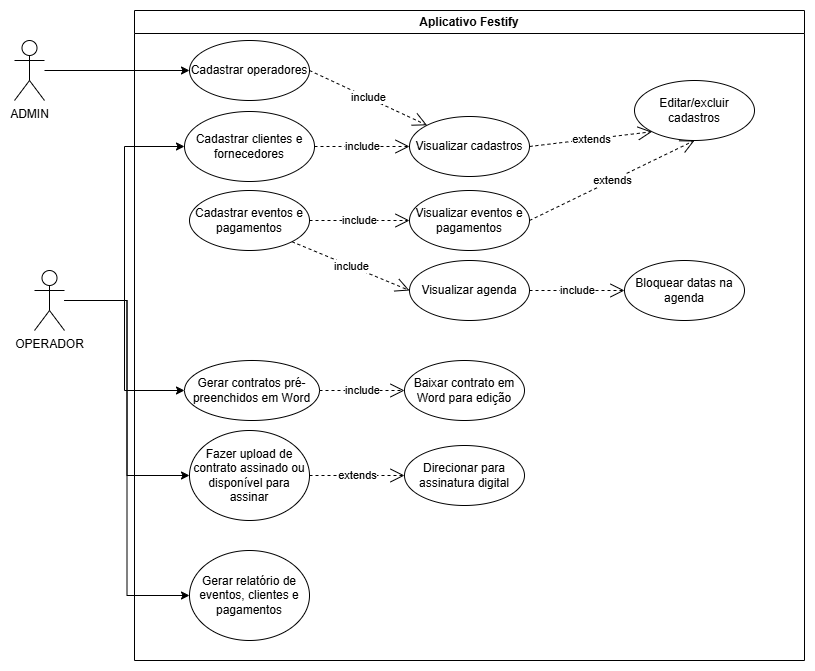 Aplicativo Festify
ADMIN
Cadastrar operadores
include
Editar/excluir
cadastros
Cadastrar clientes e
fornecedores
include
Visualizar cadastros
extends
extends
Cadastrar eventos e
pagamentos
include
Visualizar eventos e
pagamentos
include
Visualizar agenda
include
Bloquear datas na
agenda
OPERADOR
Gerar contratos pré-
preenchidos em Word
include
Baixar contrato em
Word para edição
Fazer upload de
contrato assinado ou
disponível para
assinar
extends
Direcionar para
assinatura digital
Gerar relatório de
eventos, clientes e
pagamentos